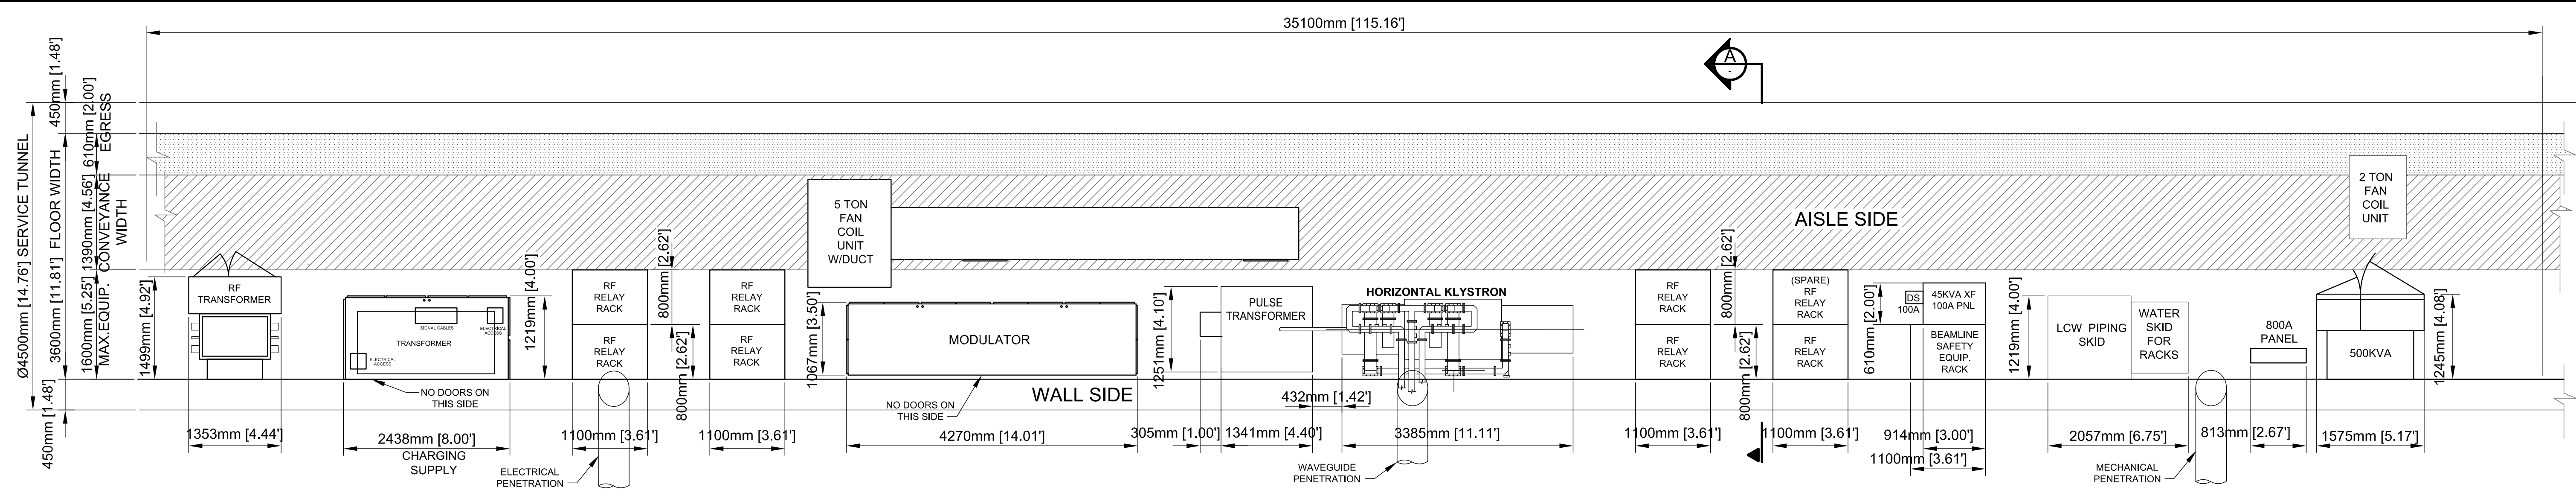 35100mm [115.16']
A
-
Ø4500mm [14.76'] SERVICE TUNNEL
450mm [1.48']
3600mm [11.81'] FLOOR WIDTH
450mm [1.48']
610mm [2.00']
EGRESS
1390mm [4.56']
CONVEYANCE
WIDTH
1600mm [5.25']
MAX.EQUIP.
1499mm [4.92']
RF
TRANSFORMER
1353mm [4.44']
SIGNAL CABLES
ELECTRICAL
ACCESS
TRANSFORMER
ELECTRICAL
ACCESS
1219mm [4.00']
NO DOORS ON
THIS SIDE
2438mm [8.00']
CHARGING
SUPPLY
RF
RELAY
RACK
RF
RELAY
RACK
800mm [2.62']
800mm [2.62']
1100mm [3.61']
ELECTRICAL
PENETRATION
RF
RELAY
RACK
RF
RELAY
RACK
1100mm [3.61']
5 TON
FAN
COIL
UNIT
W/DUCT
1067mm [3.50']
MODULATOR
NO DOORS ON
THIS SIDE
4270mm [14.01']
WALL SIDE
1251mm [4.10']
PULSE
TRANSFORMER
305mm [1.00']
1341mm [4.40']
432mm [1.42']
HORIZONTAL KLYSTRON
3385mm [11.11']
WAVEGUIDE
PENETRATION
AISLE SIDE
RF
RELAY
RACK
RF
RELAY
RACK
800mm [2.62']
800mm [2.62']
1100mm [3.61']
(SPARE)
RF
RELAY
RACK
RF
RELAY
RACK
1100mm [3.61']
610mm [2.00']
DS
100A
45KVA XF
100A PNL
BEAMLINE
SAFETY
EQUIP.
RACK
914mm [3.00']
1100mm [3.61']
1219mm [4.00']
LCW PIPING
SKID
WATER
SKID
FOR
RACKS
2057mm [6.75']
MECHANICAL
PENETRATION
800A
PANEL
813mm [2.67']
2 TON
FAN
COIL
UNIT
500KVA
1245mm [4.08']
1575mm [5.17']